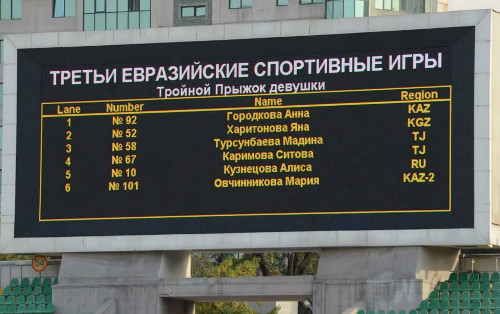 ТРЕТЬИ ЕВРАЗИЙСКИЕ СПОРТИВНЫЕ ИГРЫ
Тройной Прыжок девушки
Lane Number Name Region
1 № 92 Городкова Анна KAZ
2 № 52 Харитонова Яна KGZ
3 № 58 Турсунбаева Мадина TJ
4 № 67 Каримова Ситова TJ
5 № 10 Кузнецова Алиса RU
6 № 101 Овчинникова Мария KAZ-2